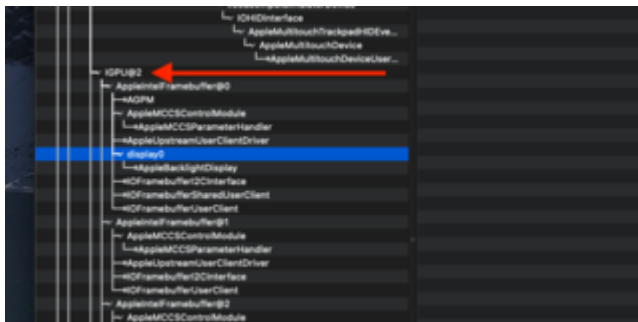 IOHIDInterface
AppleMultitouchTrackpadHIDEve...
AppleMultitouchDevice
AppleMultitouchDeviceUser...
IGPU@2
AppleIntelFramebuffer@0
AGPM
AppleMCCSControlModule
AppleMCCSParameterHandler
AppleUpstreamUserClientDriver
display0
AppleBacklightDisplay
IOFramebufferI2CInterface
IOFramebufferSharedUserClient
IOFramebufferUserClient
AppleIntelFramebuffer@1
AppleMCCSControlModule
AppleMCCSParameterHandler
AppleUpstreamUserClientDriver
IOFramebufferI2CInterface
IOFramebufferUserClient
AppleIntelFramebuffer@2
AppleMCCSControlModule